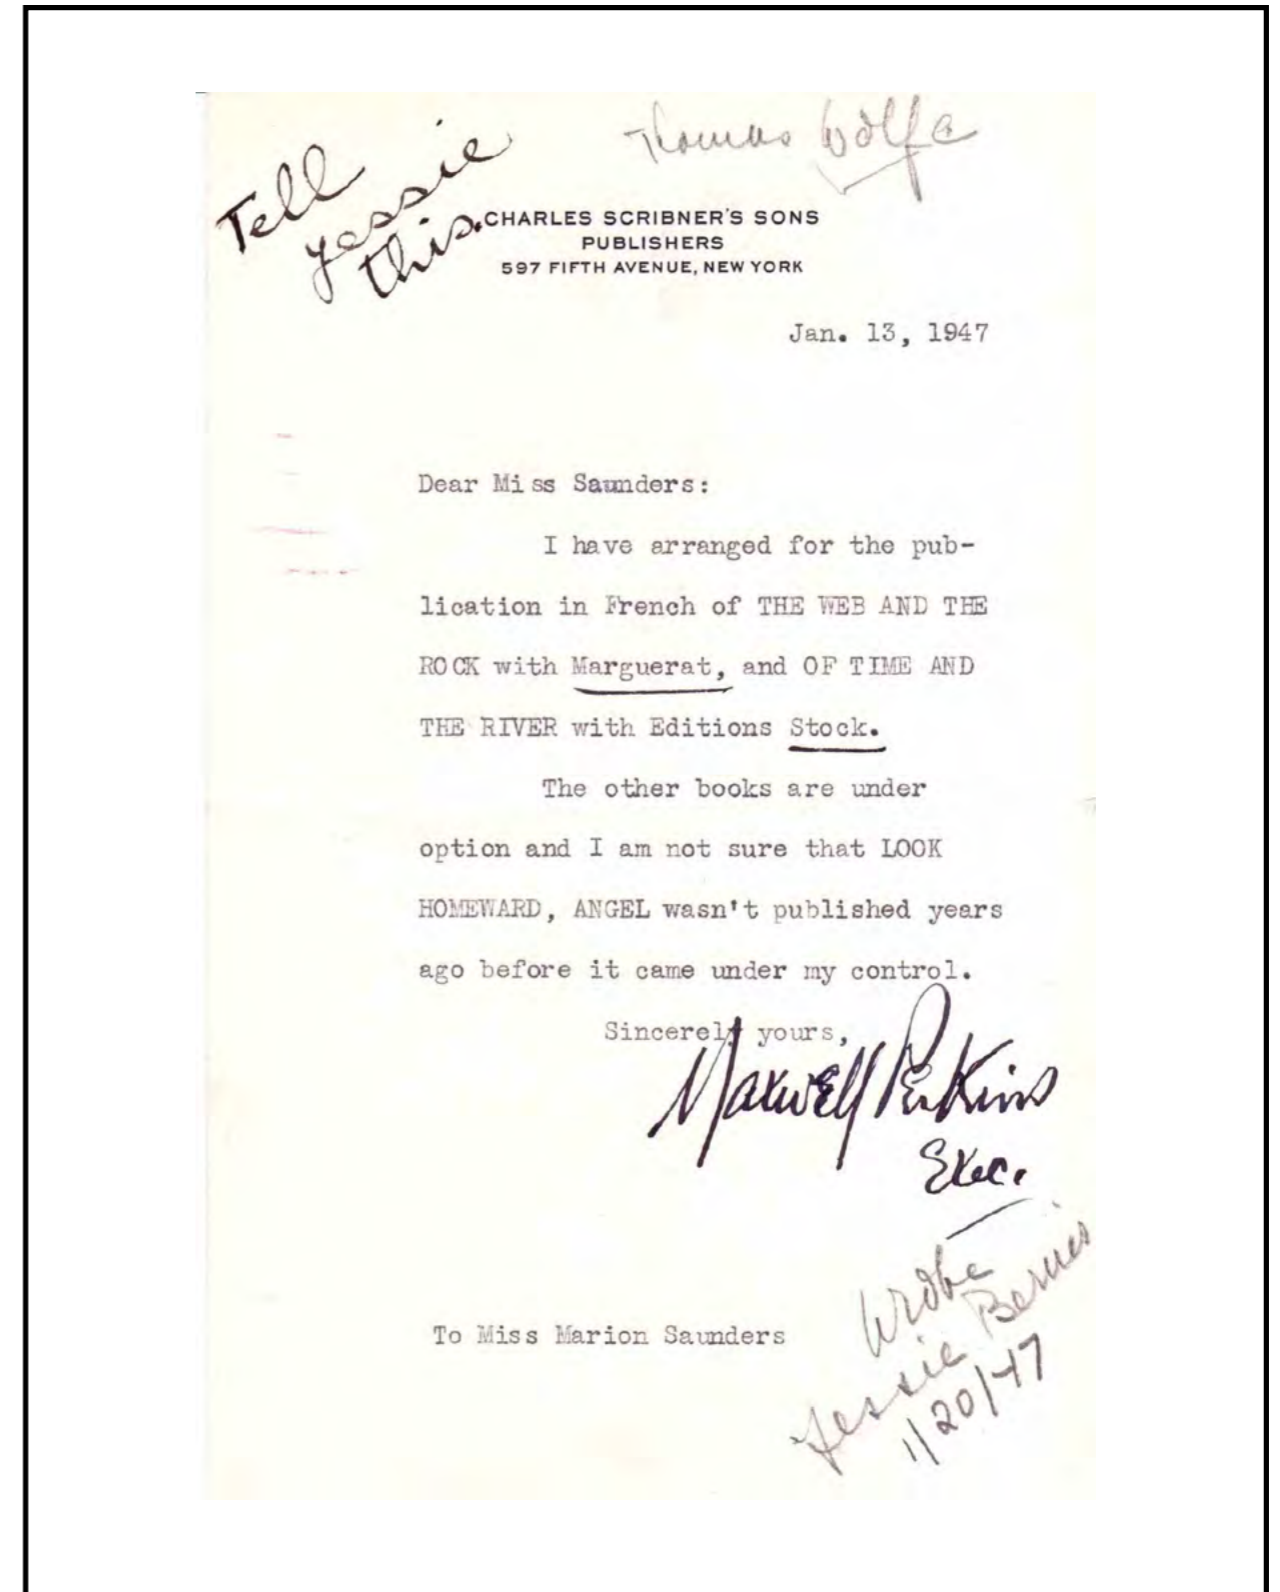 Thomas Wolfe
Tell
Jessie
this.
CHARLES SCRIBNER'S SONS
PUBLISHERS
597 FIFTH AVENUE, NEW YORK
Jan. 13, 1947
Dear Miss Saunders:
I have arranged for the pub-
lication in French of THE WEB AND THE
ROCK with Marguerat, and OF TIME AND
THE RIVER with Editions Stock.
The other books are under
option and I am not sure that LOOK
HOMEWARD, ANGEL wasn't published years
ago before it came under my control.
Sincerely yours,
Maxwell Perkins
Exec.
To Miss Marion Saunders
Wrote
Jessie Bernies
1/20/47